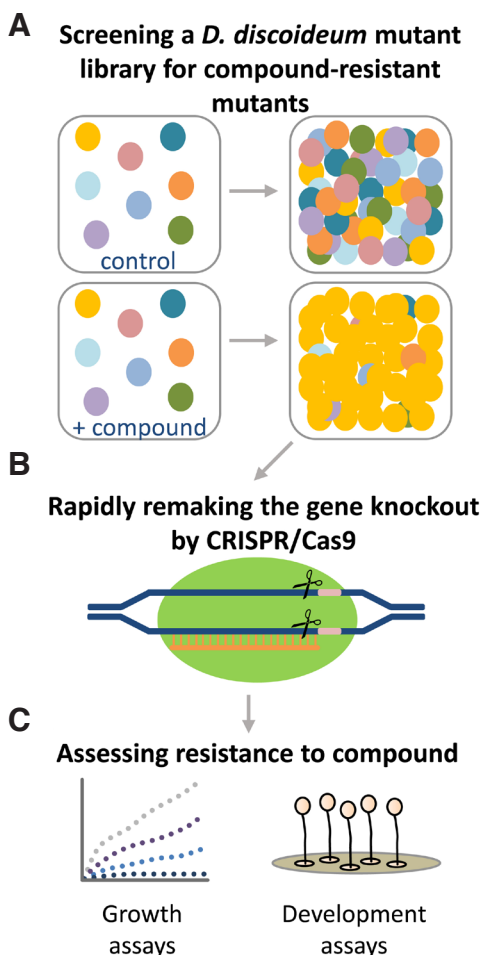 A
Screening a D. discoideum mutant
library for compound-resistant
mutants
control
+ compound
B
Rapidly remaking the gene knockout
by CRISPR/Cas9
C
Assessing resistance to compound
Growth
assays
Development
assays